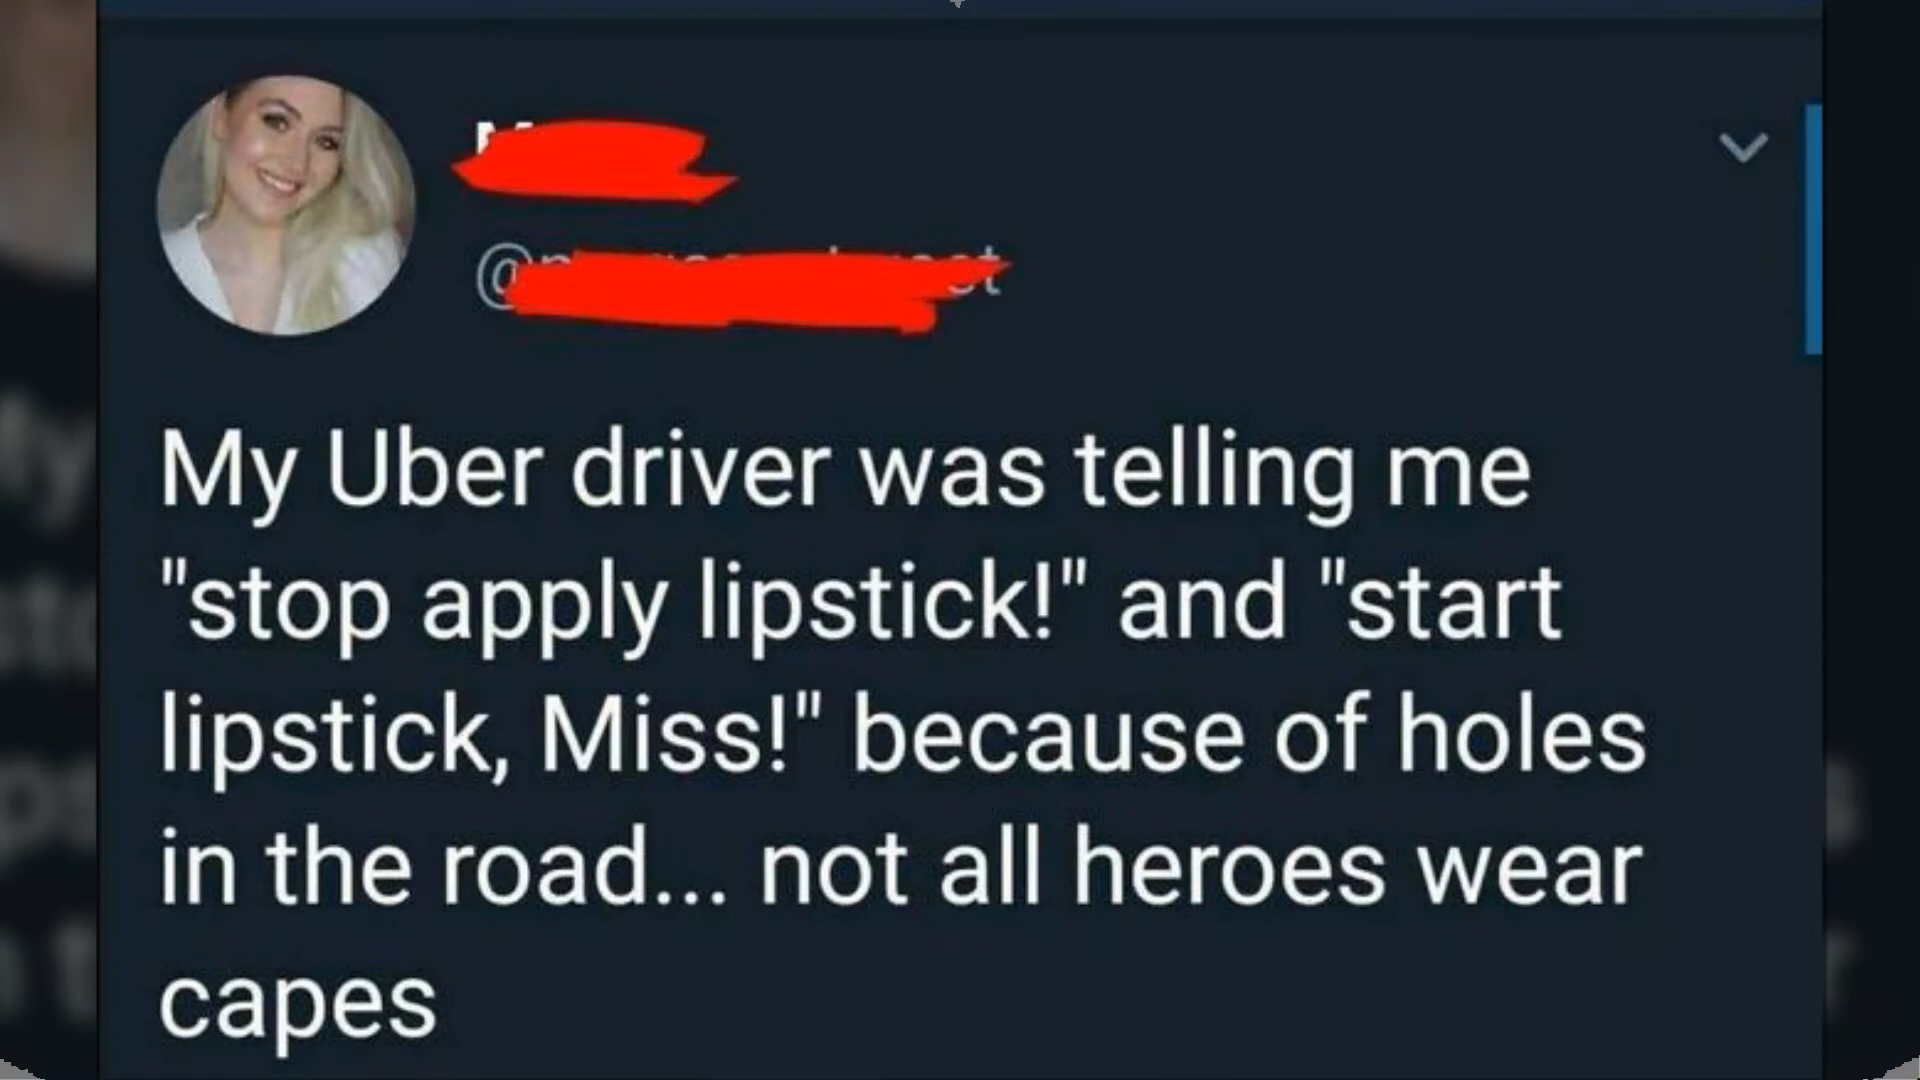 My Uber driver was telling me
"stop apply lipstick!" and "start
lipstick, Miss!" because of holes
in the road... not all heroes wear
capes